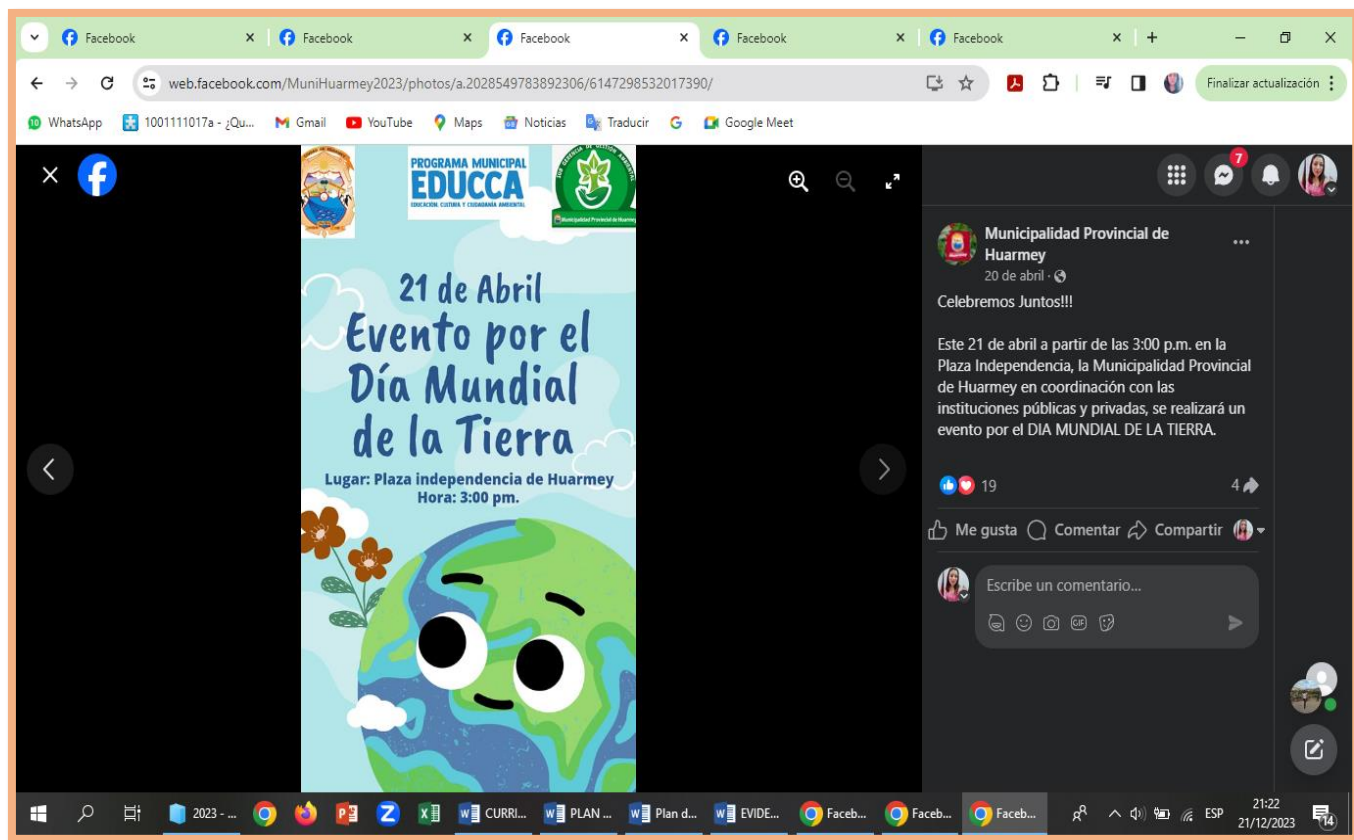 Facebook
Facebook
Facebook
Facebook
Facebook
web.facebook.com/MuniHuarmey2023/photos/a.2028549783892306/6147298532017390/
Finalizar actualización
WhatsApp
1001111017a - ¿Qu...
Gmail
YouTube
Maps
Noticias
Traducir
Google Meet
PROGRAMA MUNICIPAL
EDUCCA
EDUCACIÓN, CULTURA Y CIUDADANÍA AMBIENTAL
Municipalidad Provincial de Huarmey
21 de Abril
Evento por el
Día Mundial
de la Tierra
Lugar: Plaza independencia de Huarmey
Hora: 3:00 pm.
7
Municipalidad Provincial de
Huarmey
20 de abril ·
Celebremos Juntos!!!
Este 21 de abril a partir de las 3:00 p.m. en la
Plaza Independencia, la Municipalidad Provincial
de Huarmey en coordinación con las
instituciones públicas y privadas, se realizará un
evento por el DIA MUNDIAL DE LA TIERRA.
19
4
Me gusta
Comentar
Compartir
Escribe un comentario...
GIF
2023 - ...
CURRI...
PLAN ...
Plan d...
EVIDE...
Faceb...
Faceb...
Faceb...
ESP
21:22
21/12/2023
14